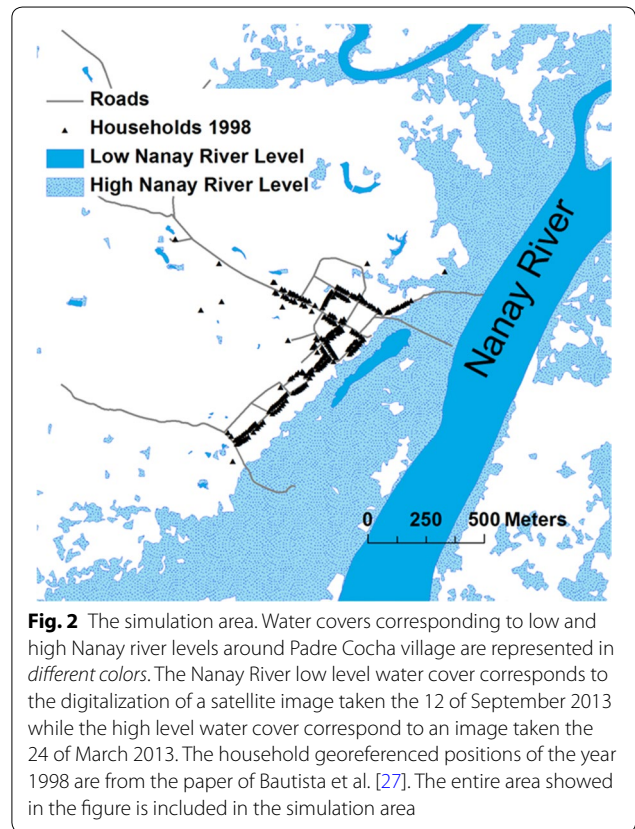 Roads
Households 1998
Low Nanay River Level
High Nanay River Level
Nanay River
0 250 500 Meters
Fig. 2 The simulation area. Water covers corresponding to low and
high Nanay river levels around Padre Cocha village are represented in
different colors. The Nanay River low level water cover corresponds to
the digitalization of a satellite image taken the 12 of September 2013
while the high level water cover correspond to an image taken the
24 of March 2013. The household georeferenced positions of the year
1998 are from the paper of Bautista et al. [27]. The entire area showed
in the figure is included in the simulation area